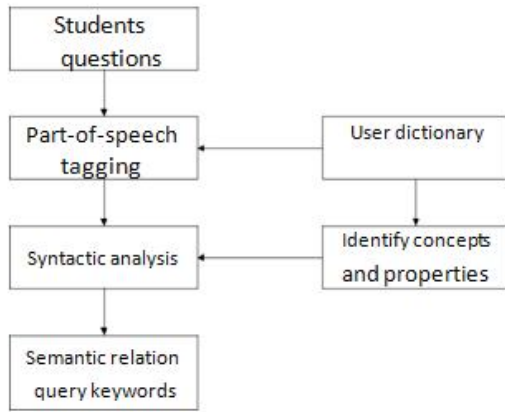 Students
questions
Part-of-speech
tagging
User dictionary
Syntactic analysis
Identify concepts
and properties
Semantic relation
query keywords